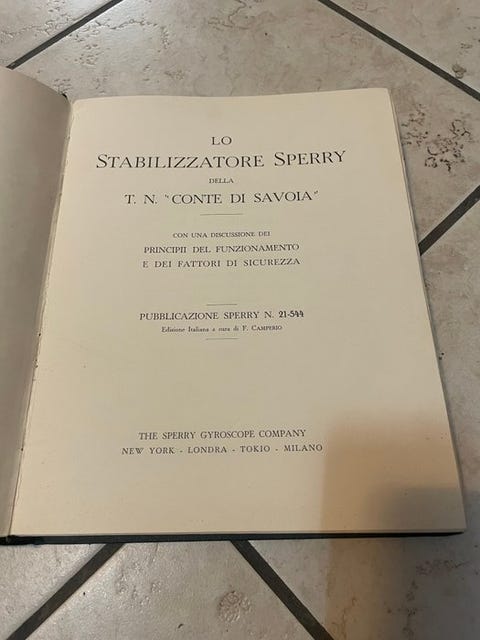 LO
STABILIZZATORE SPERRY
DELLA
T. N. "CONTE DI SAVOIA"
CON UNA DISCUSSIONE DEI
PRINCIPII DEL FUNZIONAMENTO
E DEI FATTORI DI SICUREZZA
PUBBLICAZIONE SPERRY N. 21-544
Edizione Italiana a cura di F. CAMPERIO
THE SPERRY GYROSCOPE COMPANY
NEW YORK - LONDRA - TOKIO - MILANO